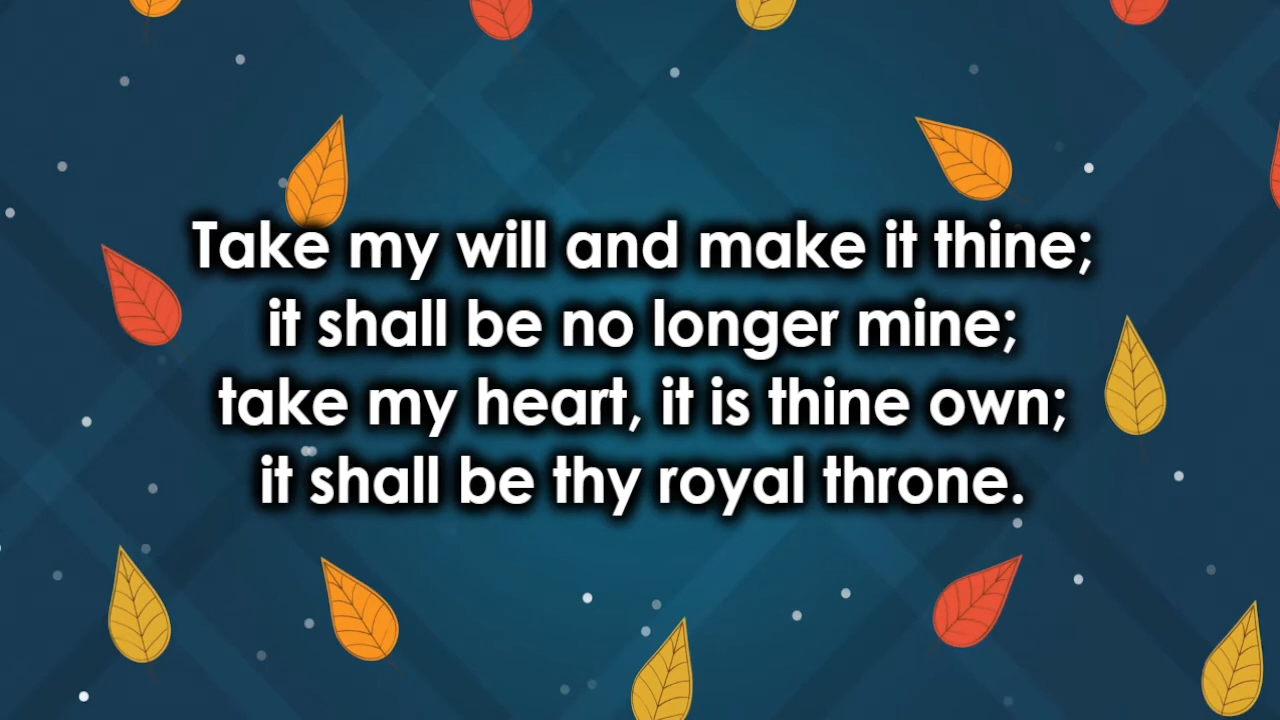 Take my will and make it thine;
it shall be no longer mine;
take my heart, it is thine own;
it shall be thy royal throne.